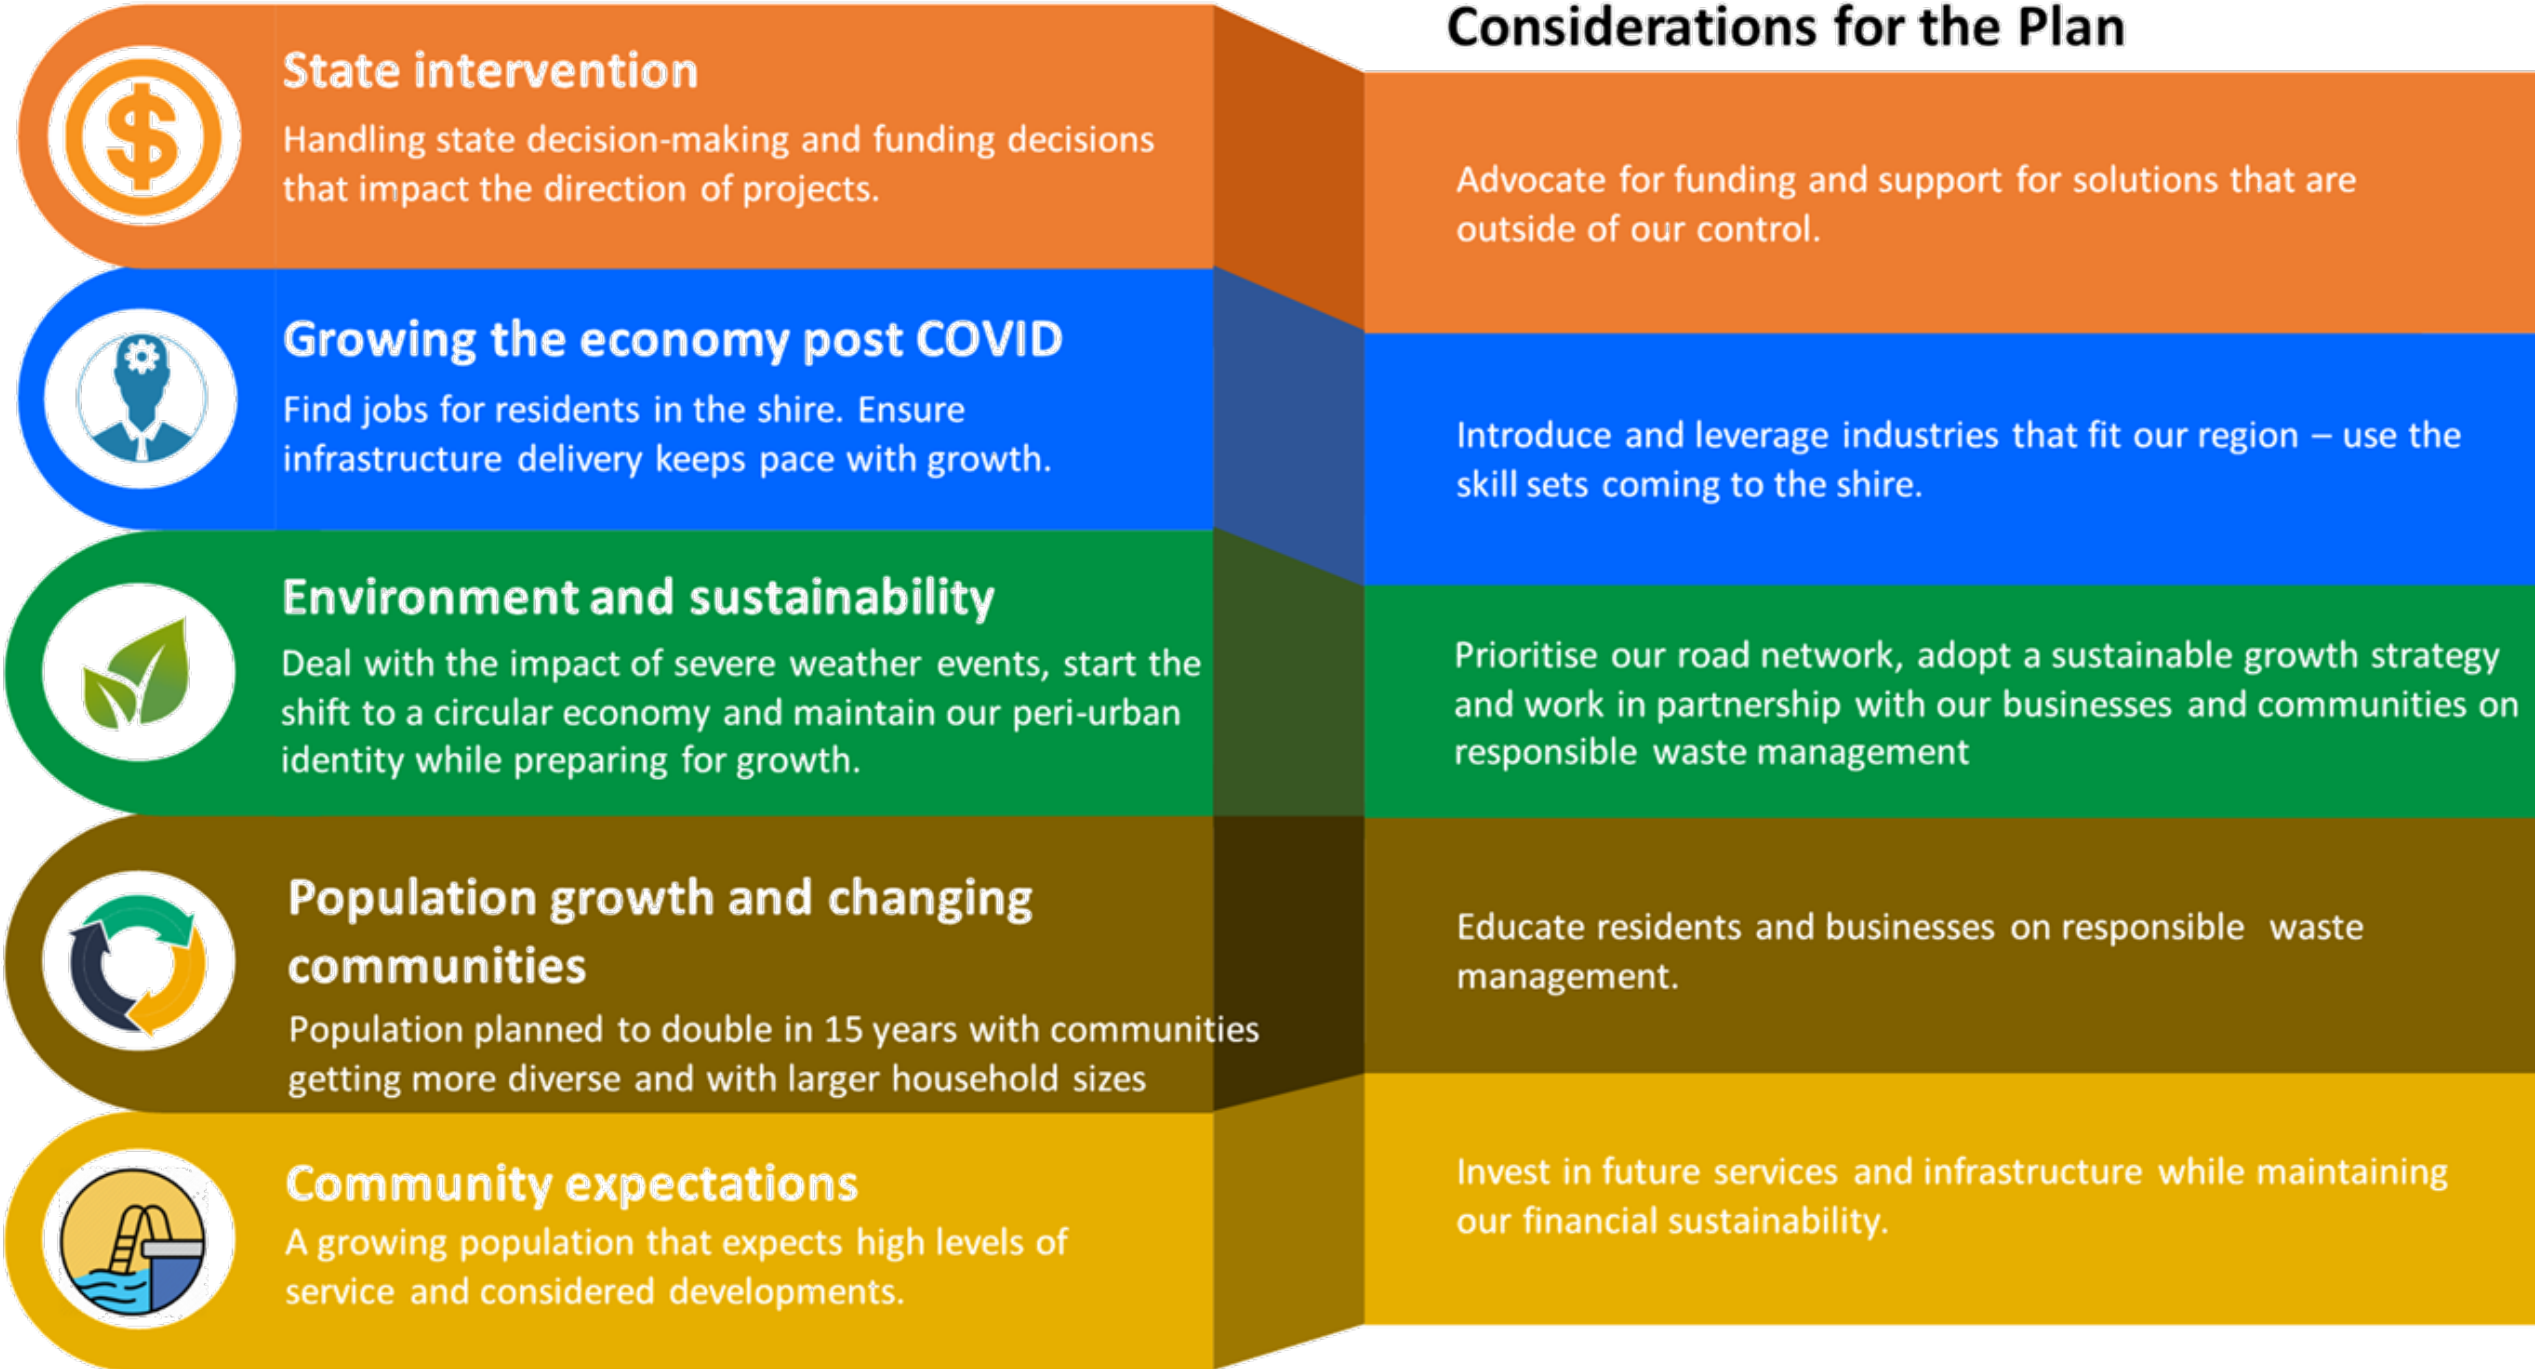 Considerations for the Plan
State intervention
Handling state decision-making and funding decisions
that impact the direction of projects.
Advocate for funding and support for solutions that are
outside of our control.
Growing the economy post COVID
Find jobs for residents in the shire. Ensure
infrastructure delivery keeps pace with growth.
Introduce and leverage industries that fit our region – use the
skill sets coming to the shire.
Environment and sustainability
Deal with the impact of severe weather events, start the
shift to a circular economy and maintain our peri-urban
identity while preparing for growth.
Prioritise our road network, adopt a sustainable growth strategy
and work in partnership with our businesses and communities on
responsible waste management
Population growth and changing
communities
Population planned to double in 15 years with communities
getting more diverse and with larger household sizes
Educate residents and businesses on responsible waste
management.
Community expectations
A growing population that expects high levels of
service and considered developments.
Invest in future services and infrastructure while maintaining
our financial sustainability.